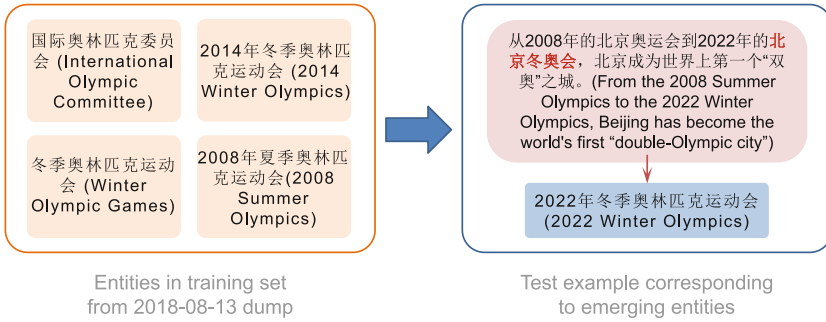 国际奥林匹克委员
会 (International
Olympic
Committee)
2014年冬季奥林匹
克运动会 (2014
Winter Olympics)
冬季奥林匹克运动
会 (Winter
Olympic Games)
2008年夏季奥林匹
克运动会(2008
Summer
Olympics)
Entities in training set
from 2018-08-13 dump
从2008年的北京奥运会到2022年的北
京冬奥会，北京成为世界上第一个“双
奥”之城。(From the 2008 Summer
Olympics to the 2022 Winter
Olympics, Beijing has become the
world's first “double-Olympic city”)
2022年冬季奥林匹克运动会
(2022 Winter Olympics)
Test example corresponding
to emerging entities